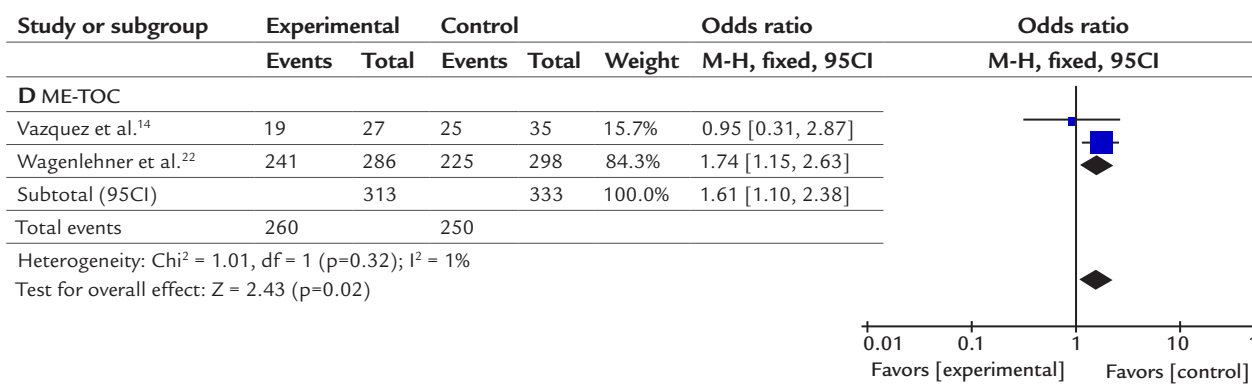 Study or subgroup Experimental Control Odds ratio Odds ratio
Events Total Events Total Weight M-H, fixed, 95CI M-H, fixed, 95CI
D ME-TOC
Vazquez et al.14 19 27 25 35 15.7% 0.95 [0.31, 2.87]
Wagenlehner et al.22 241 286 225 298 84.3% 1.74 [1.15, 2.63]
Subtotal (95CI) 313 333 100.0% 1.61 [1.10, 2.38]
Total events 260 250
Heterogeneity: Chi2 = 1.01, df = 1 (p=0.32); I2 = 1%
Test for overall effect: Z = 2.43 (p=0.02)
0.01 0.1 1 10
Favors [experimental] Favors [control]